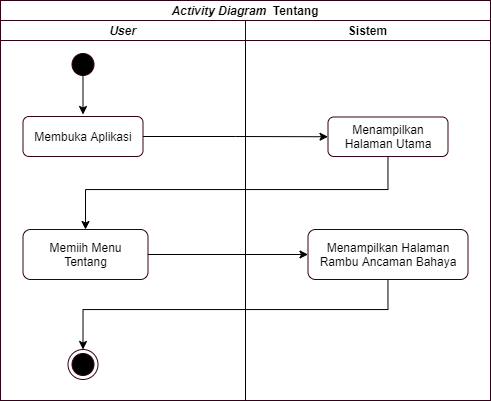 Activity Diagram Tentang
User
Sistem
Membuka Aplikasi
Menampilkan
Halaman Utama
Memiih Menu
Tentang
Menampilkan Halaman
Rambu Ancaman Bahaya